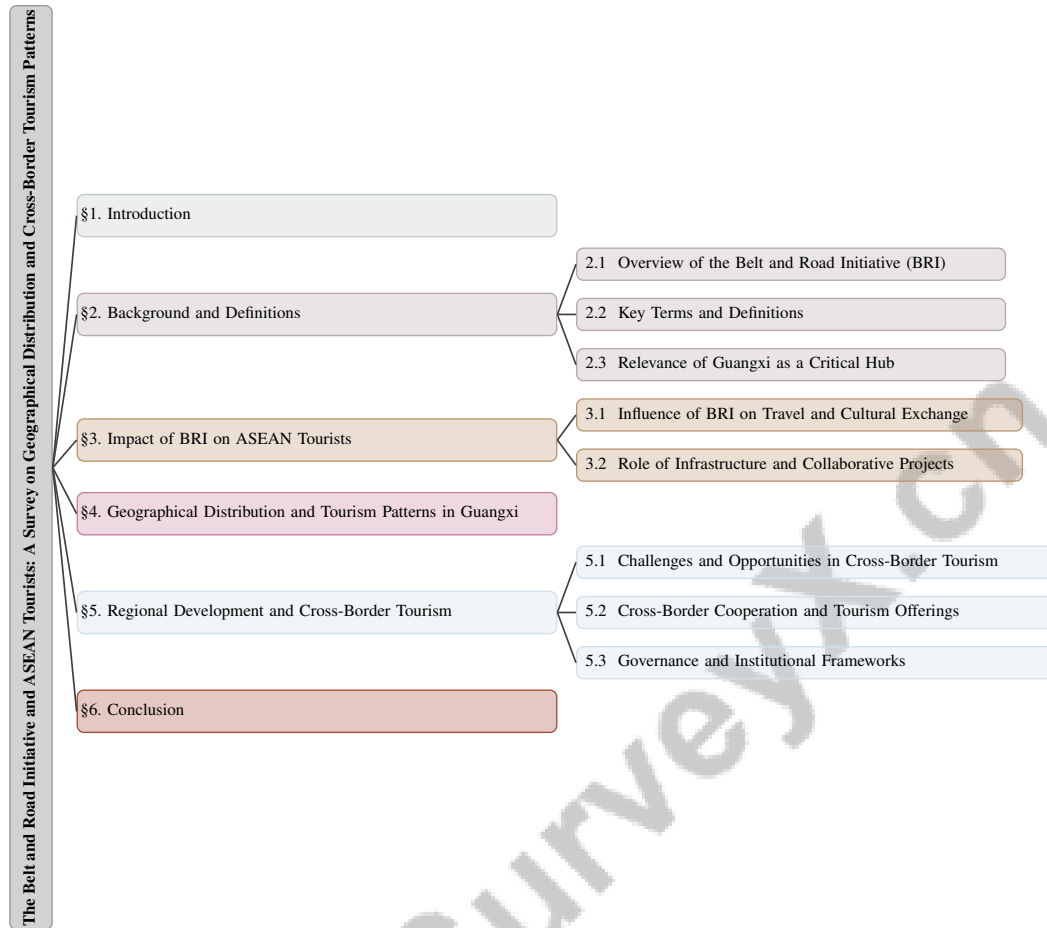 The Belt and Road Initiative and ASEAN Tourists: A Survey on Geographical Distribution and Cross-Border Tourism Patterns
§1. Introduction
§2. Background and Definitions
2.1 Overview of the Belt and Road Initiative (BRI)
2.2 Key Terms and Definitions
2.3 Relevance of Guangxi as a Critical Hub
§3. Impact of BRI on ASEAN Tourists
3.1 Influence of BRI on Travel and Cultural Exchange
3.2 Role of Infrastructure and Collaborative Projects
§4. Geographical Distribution and Tourism Patterns in Guangxi
§5. Regional Development and Cross-Border Tourism
5.1 Challenges and Opportunities in Cross-Border Tourism
5.2 Cross-Border Cooperation and Tourism Offerings
5.3 Governance and Institutional Frameworks
§6. Conclusion
SurveyX.cn